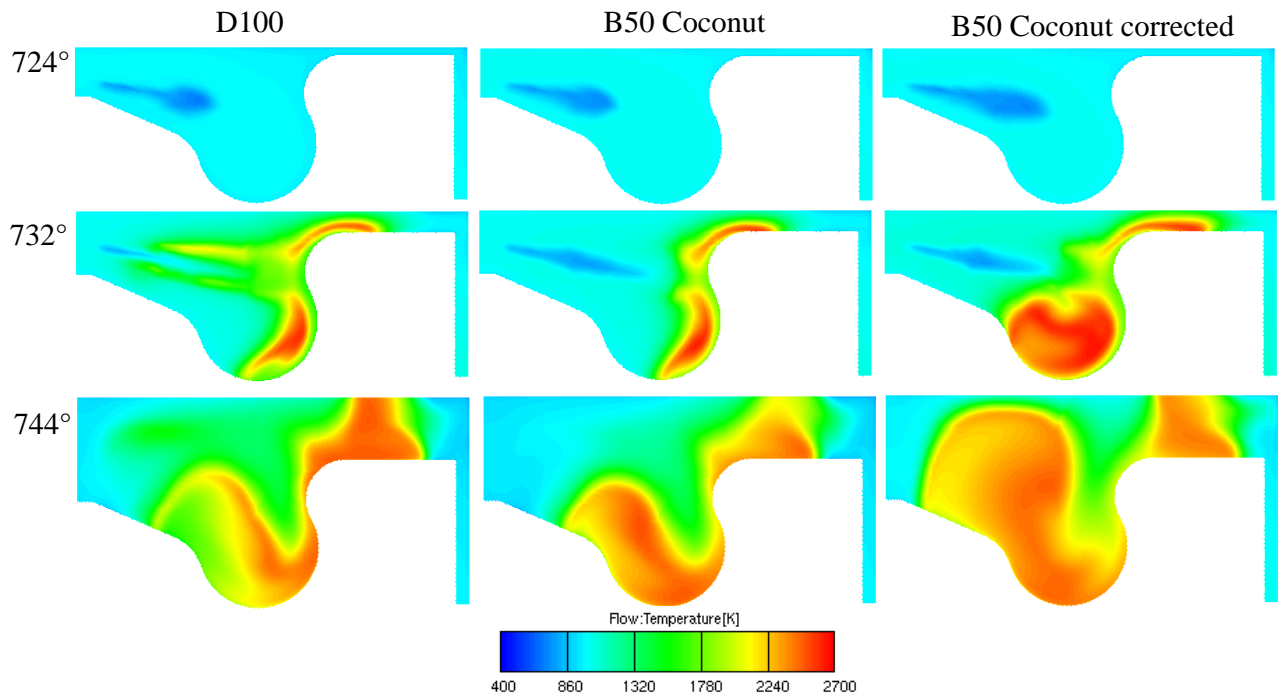 D100
B50 Coconut
B50 Coconut corrected
724°
732°
744°
Flow:Temperature[K]
400 860 1320 1780 2240 2700